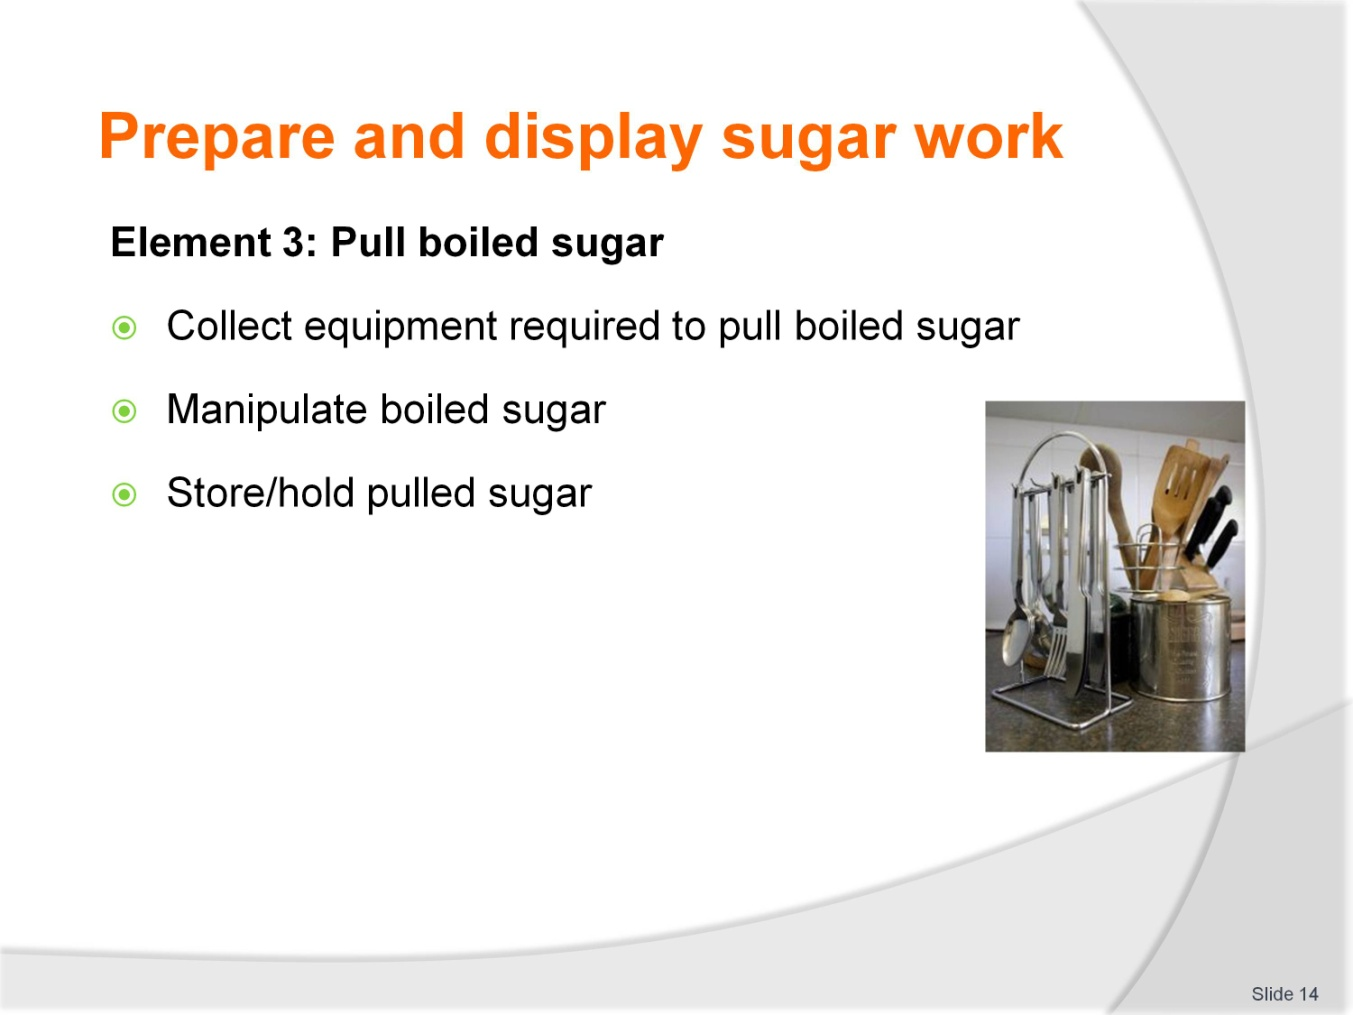 Prepare and display sugar work
Element 3: Pull boiled sugar
Collect equipment required to pull boiled sugar
Manipulate boiled sugar
Store/hold pulled sugar
Slide 14